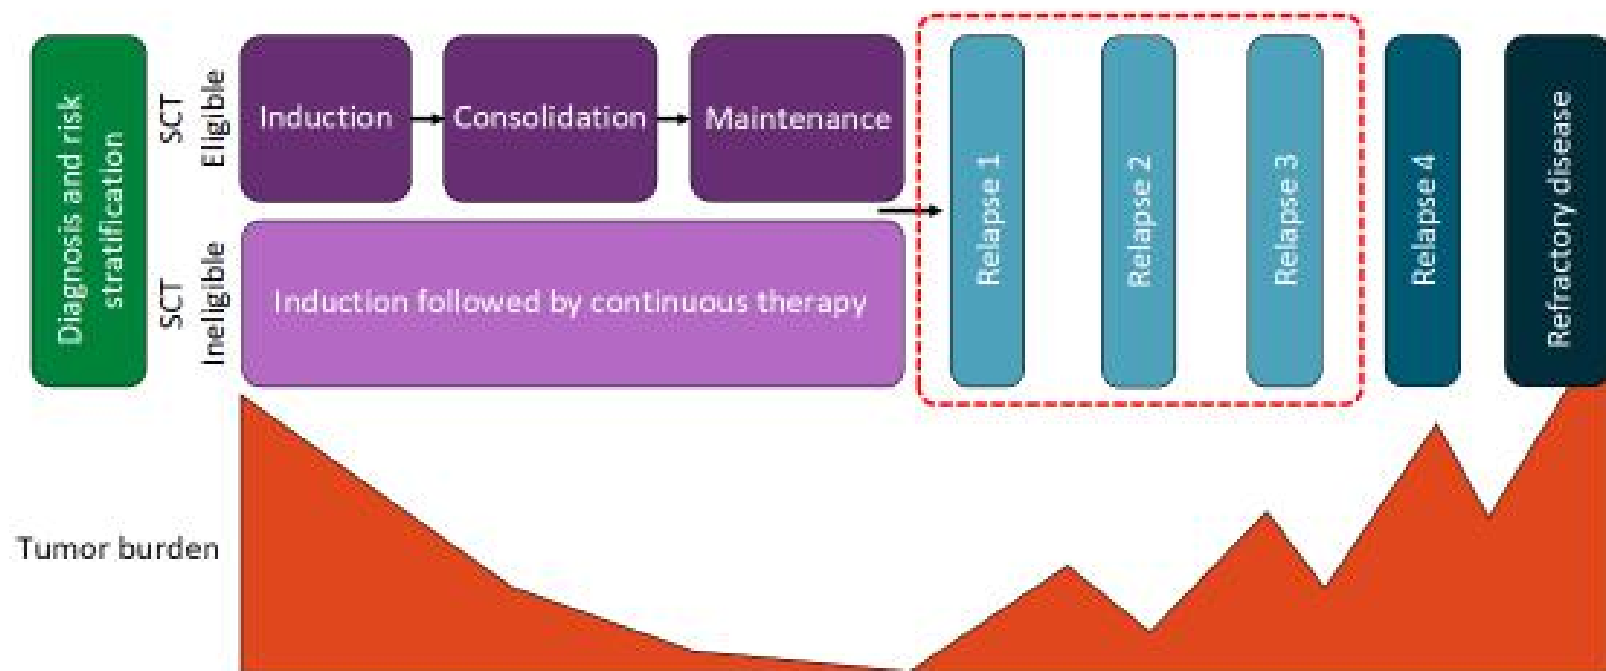 Diagnosis and risk
stratification
SCT
Eligible
Induction
Consolidation
Maintenance
SCT
Ineligible
Induction followed by continuous therapy
Relapse 1
Relapse 2
Relapse 3
Relapse 4
Refractory disease
Tumor burden